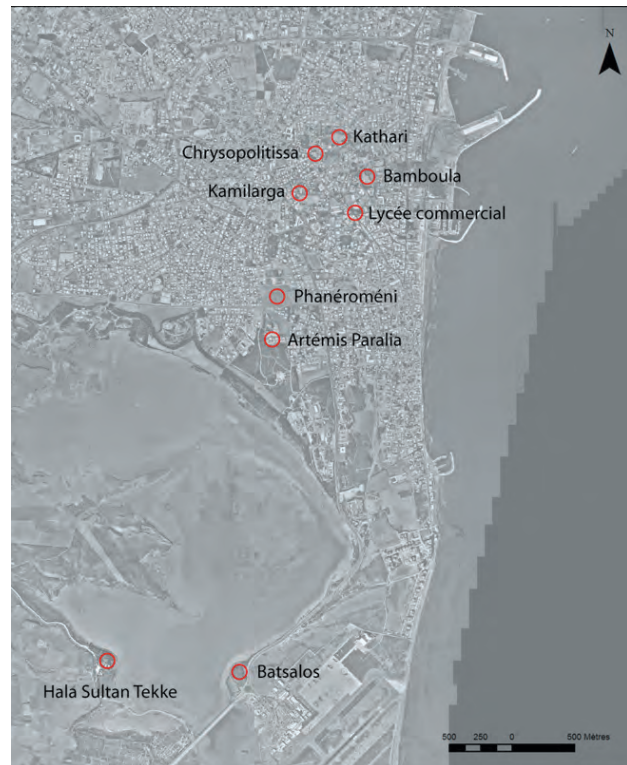 N
Kathari
Chrysopolitissa
Bamboula
Kamilarga
Lycée commercial
Phanéroméni
Artémis Paralia
Hala Sultan Tekke
Batsalos
500 250 0 500 Mètres